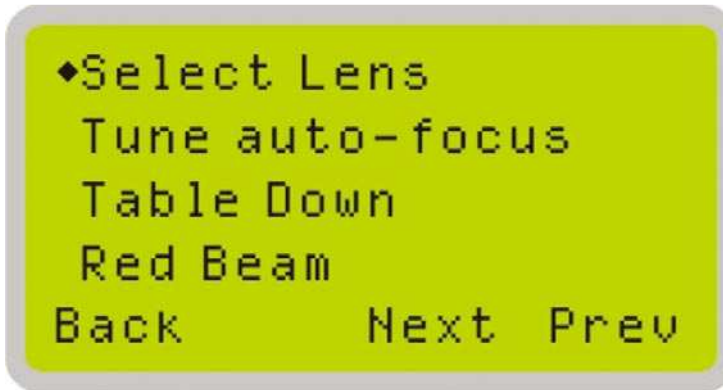 ◆Select Lens
Tune auto-focus
Table Down
Red Beam
Back Next Prev